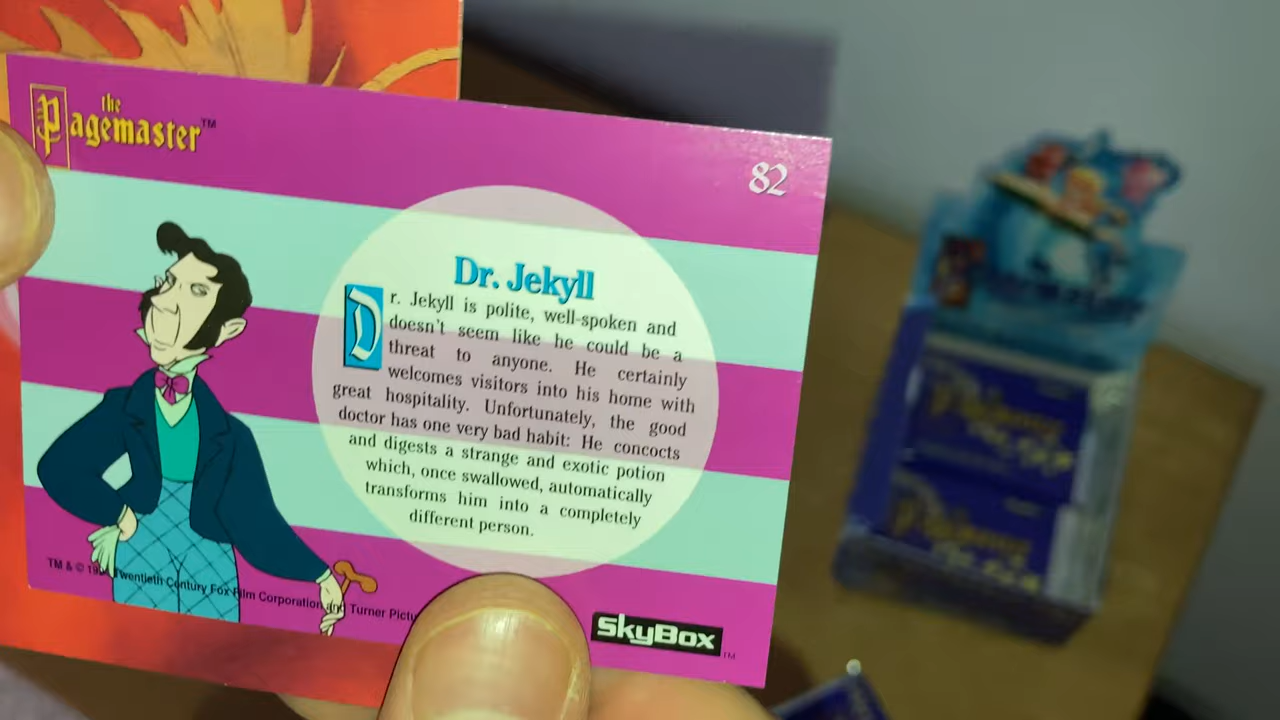 the
Pagemaster™
82
Dr. Jekyll
Dr. Jekyll is polite, well-spoken and
doesn't seem like he could be a
threat to anyone. He certainly
welcomes visitors into his home with
great hospitality. Unfortunately, the good
doctor has one very bad habit: He concocts
and digests a strange and exotic potion
which, once swallowed, automatically
transforms him into a completely
different person.
TM & © Twentieth Century Fox Film Corporation and Turner
SkyBox™